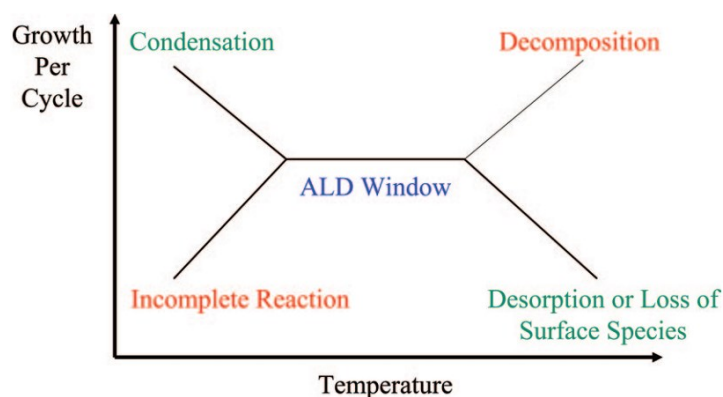 Growth
Per
Cycle
Condensation
Decomposition
ALD Window
Incomplete Reaction
Desorption or Loss of
Surface Species
Temperature